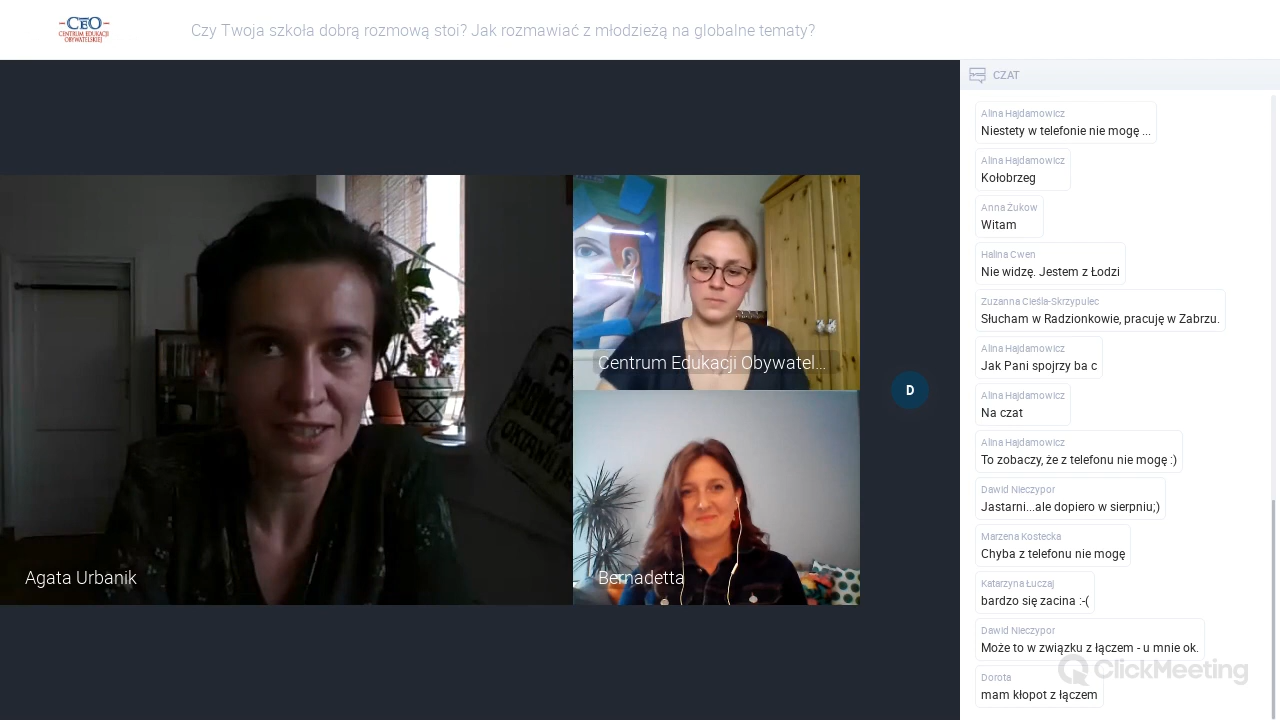 CEO
CENTRUM EDUKACJI
OBYWATELSKIEJ
Czy Twoja szkoła dobrą rozmową stoi? Jak rozmawiać z młodzieżą na globalne tematy?
Agata Urbanik
Centrum Edukacji Obywatel...
Bernadetta
D
CZAT
Alina Hajdamowicz
Niestety w telefonie nie mogę ...
Alina Hajdamowicz
Kołobrzeg
Anna Żukow
Witam
Halina Cwen
Nie widzę. Jestem z Łodzi
Zuzanna Cieśla-Skrzypulec
Słucham w Radzionkowie, pracuję w Zabrzu.
Alina Hajdamowicz
Jak Pani spojrzy ba c
Alina Hajdamowicz
Na czat
Alina Hajdamowicz
To zobaczy, że z telefonu nie mogę :)
Dawid Nieczypor
Jastarni...ale dopiero w sierpniu;)
Marzena Kostecka
Chyba z telefonu nie mogę
Katarzyna Łuczaj
bardzo się zacina :-(
Dawid Nieczypor
Może to w związku z łączem - u mnie ok.
Dorota
mam kłopot z łączem
ClickMeeting